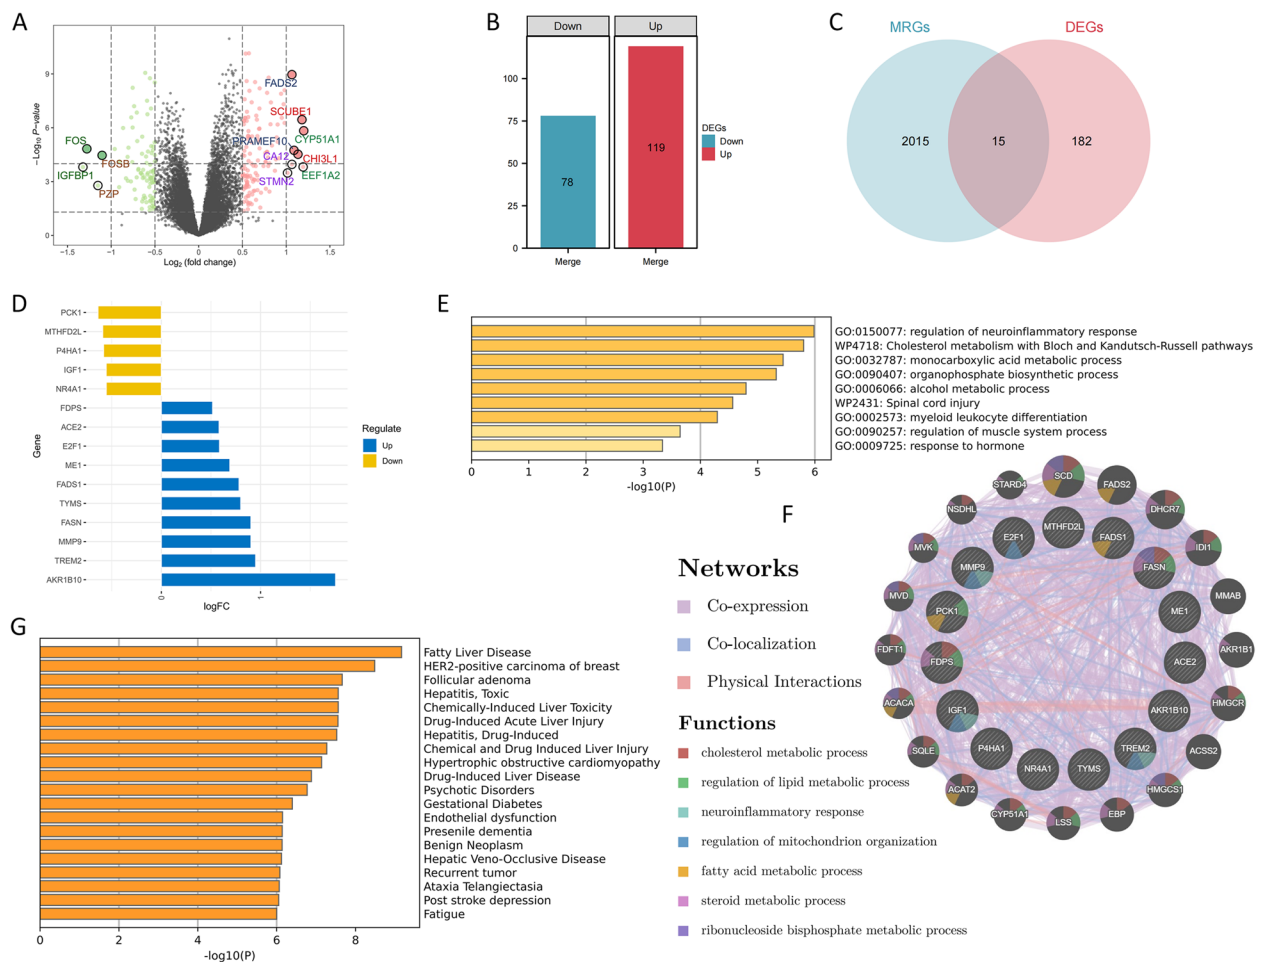 A
9
6
3
0
−Log10 P−value
−1.5
−1
−0.5
0
0.5
1
1.5
Log2 (fold change)
FADS2
SCUBE1
CYP51A1
PRAMEF10
CHI3L1
CA12
EEF1A2
STMN2
FOS
FOSB
IGFBP1
PZP
B
Down
Up
100
75
50
25
0
78
119
Merge
Merge
DEGs
Down
Up
C
MRGs
DEGs
2015
15
182
D
Gene
PCK1
MTHFD2L
P4HA1
IGF1
NR4A1
FDPS
ACE2
E2F1
ME1
FADS1
TYMS
FASN
MMP9
TREM2
AKR1B10
0
1
logFC
Regulate
Up
Down
E
GO:0150077: regulation of neuroinflammatory response
WP4718: Cholesterol metabolism with Bloch and Kandutsch-Russell pathways
GO:0032787: monocarboxylic acid metabolic process
GO:0090407: organophosphate biosynthetic process
GO:0006066: alcohol metabolic process
WP2431: Spinal cord injury
GO:0002573: myeloid leukocyte differentiation
GO:0090257: regulation of muscle system process
GO:0009725: response to hormone
0 1 2 3 4 5 6
-log10(P)
F
Networks
Co-expression
Co-localization
Physical Interactions
Functions
cholesterol metabolic process
regulation of lipid metabolic process
neuroinflammatory response
regulation of mitochondrion organization
fatty acid metabolic process
steroid metabolic process
ribonucleoside bisphosphate metabolic process
SCD
FADS2
DHCR7
IDI1
MMAB
AKR1B1
HMGCR
ACSS2
HMGCS1
EBP
LSS
CYP51A1
ACAT2
SQLE
ACACA
FDFT1
MVD
MVK
NSDHL
STARD4
MTHFD2L
FADS1
FASN
ME1
ACE2
AKR1B10
TREM2
TYMS
NR4A1
P4HA1
IGF1
FDPS
PCK1
MMP9
E2F1
G
Fatty Liver Disease
HER2-positive carcinoma of breast
Follicular adenoma
Hepatitis, Toxic
Chemically-Induced Liver Toxicity
Drug-Induced Acute Liver Injury
Hepatitis, Drug-Induced
Chemical and Drug Induced Liver Injury
Hypertrophic obstructive cardiomyopathy
Drug-Induced Liver Disease
Psychotic Disorders
Gestational Diabetes
Endothelial dysfunction
Presenile dementia
Benign Neoplasm
Hepatic Veno-Occlusive Disease
Recurrent tumor
Ataxia Telangiectasia
Post stroke depression
Fatigue
0 2 4 6 8
-log10(P)